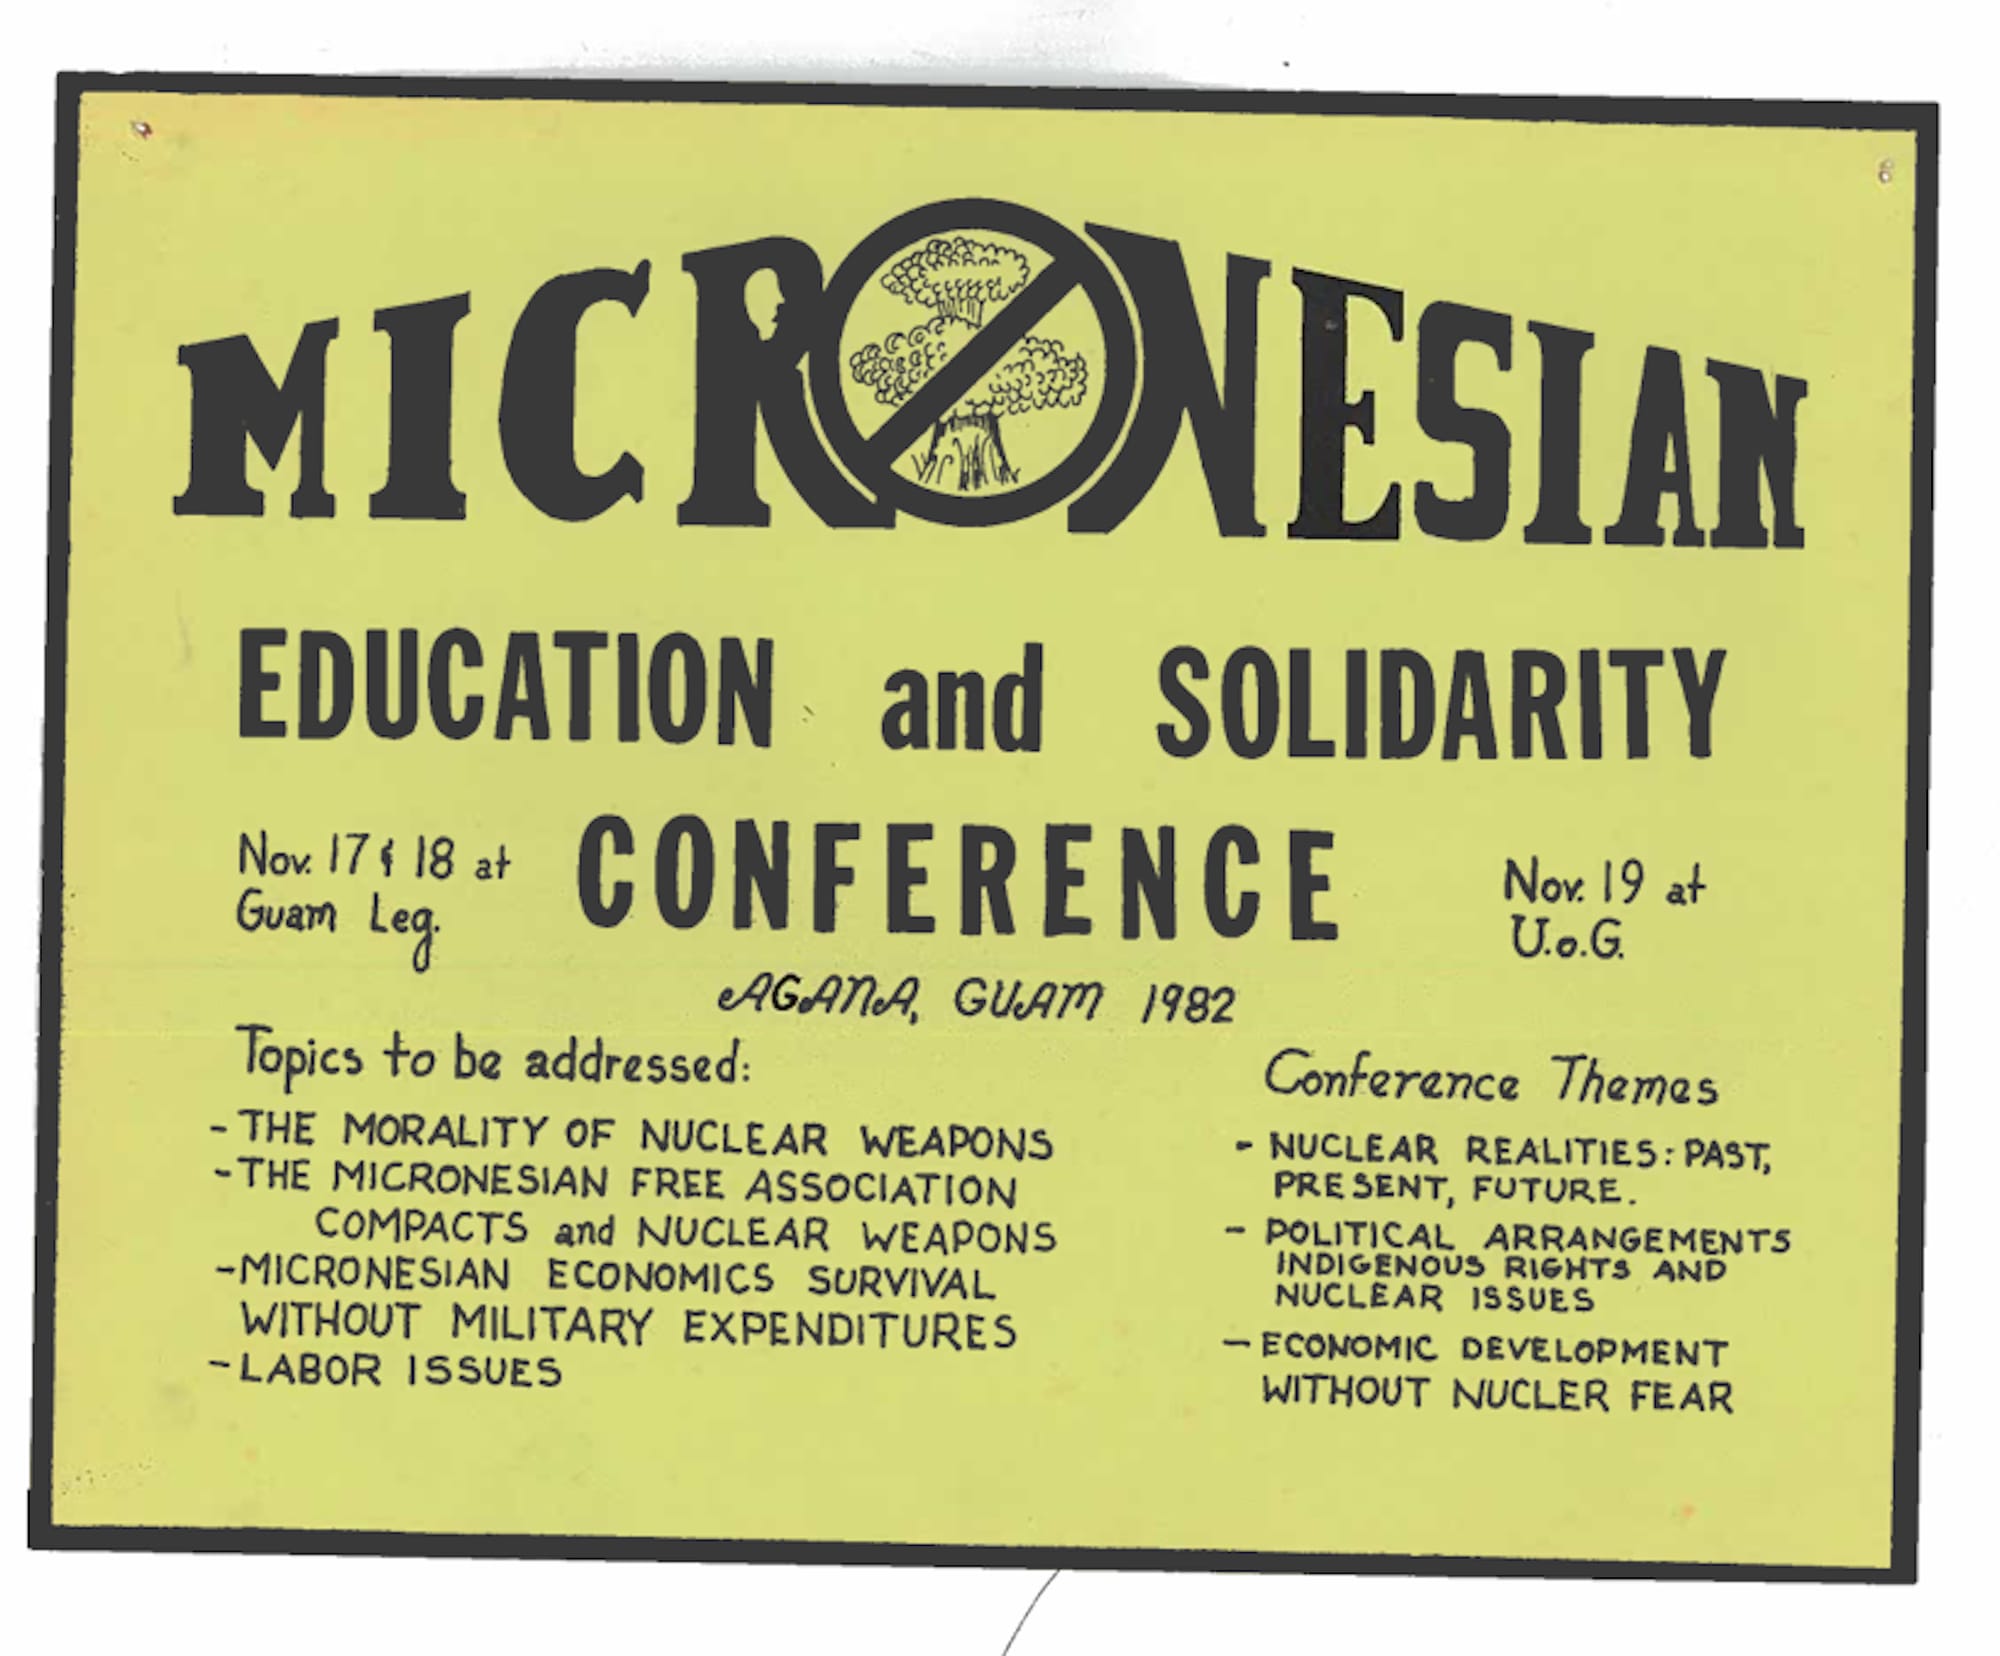 MICRONESIAN
EDUCATION and SOLIDARITY
CONFERENCE
Nov. 17 & 18 at
Guam Leg.
Nov. 19 at
U.o.G.
AGANA, GUAM 1982
Topics to be addressed:
- THE MORALITY OF NUCLEAR WEAPONS
- THE MICRONESIAN FREE ASSOCIATION
COMPACTS and NUCLEAR WEAPONS
- MICRONESIAN ECONOMICS SURVIVAL
WITHOUT MILITARY EXPENDITURES
- LABOR ISSUES
Conference Themes
- NUCLEAR REALITIES: PAST,
PRESENT, FUTURE.
- POLITICAL ARRANGEMENTS
INDIGENOUS RIGHTS AND
NUCLEAR ISSUES
- ECONOMIC DEVELOPMENT
WITHOUT NUCLER FEAR